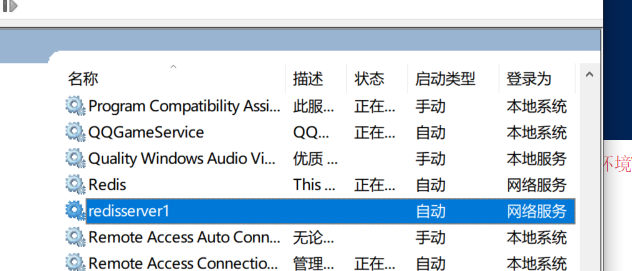 名称 描述 状态 启动类型 登录为
Program Compatibility Assi... 此服... 正在... 手动 本地系统
QQGameService QQ... 正在... 自动 本地系统
Quality Windows Audio Vi... 优质 ... 手动 本地服务
Redis This ... 正在... 自动 网络服务
redisserver1 自动 网络服务
Remote Access Auto Conn... 无论... 手动 本地系统
Remote Access Connectio... 管理... 正在... 自动 本地系统
环境